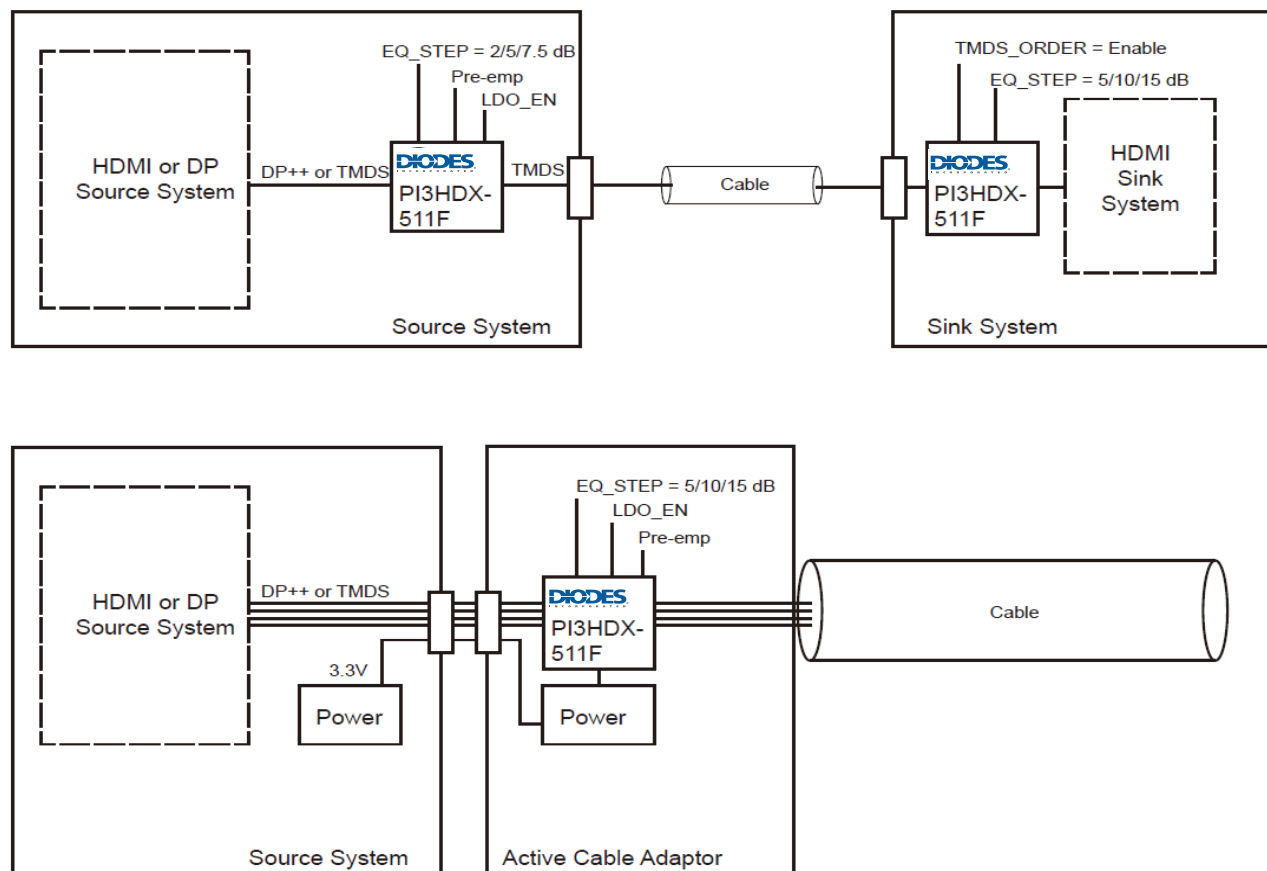 EQ_STEP = 2/5/7.5 dB
Pre-emp
LDO_EN
HDMI or DP
Source System
DP++ or TMDS
DIODES
INCORPORATED
PI3HDX-
511F
TMDS
Source System
Cable
TMDS_ORDER = Enable
EQ_STEP = 5/10/15 dB
DIODES
INCORPORATED
PI3HDX-
511F
HDMI
Sink
System
Sink System
HDMI or DP
Source System
DP++ or TMDS
3.3V
Power
Source System
EQ_STEP = 5/10/15 dB
LDO_EN
Pre-emp
DIODES
INCORPORATED
PI3HDX-
511F
Power
Active Cable Adaptor
Cable